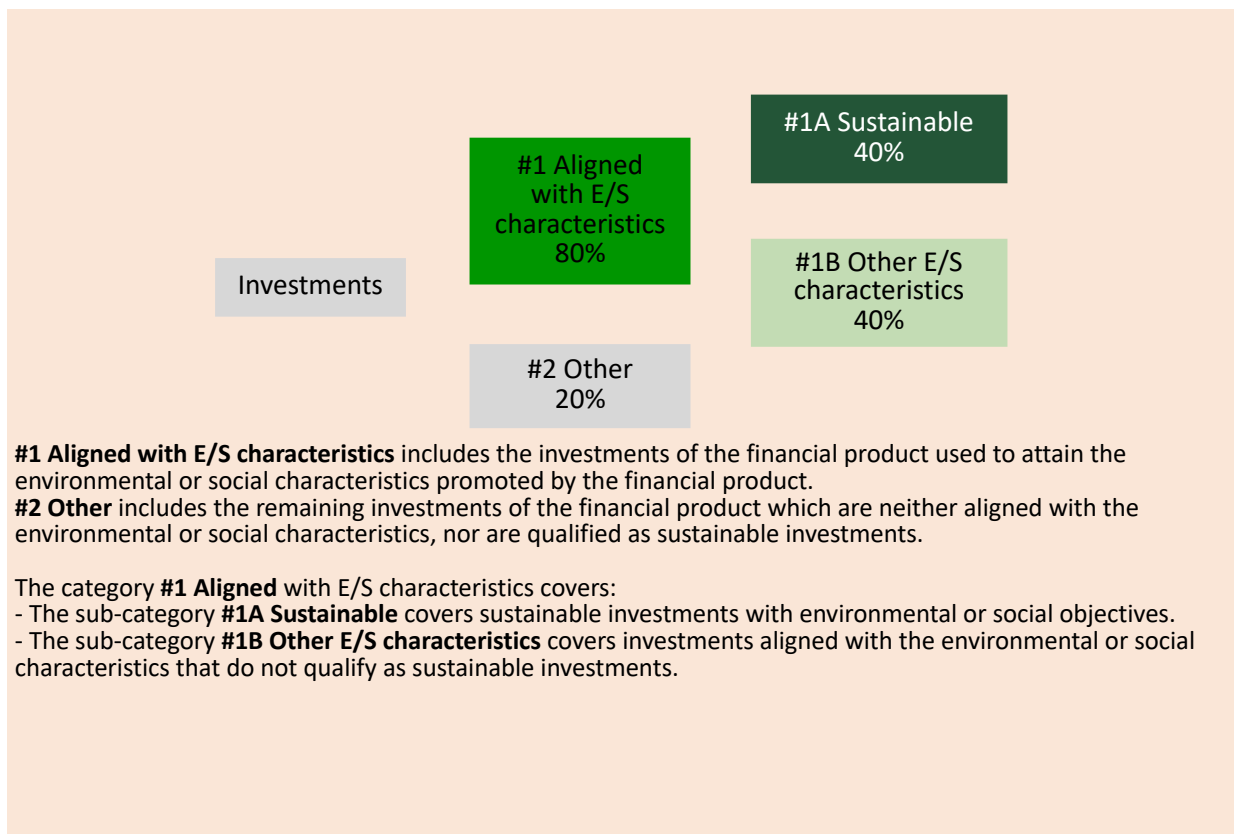 #1A Sustainable
40%
#1 Aligned
with E/S
characteristics
80%
#1B Other E/S
characteristics
40%
Investments
#2 Other
20%
#1 Aligned with E/S characteristics includes the investments of the financial product used to attain the
environmental or social characteristics promoted by the financial product.
#2 Other includes the remaining investments of the financial product which are neither aligned with the
environmental or social characteristics, nor are qualified as sustainable investments.
The category #1 Aligned with E/S characteristics covers:
- The sub-category #1A Sustainable covers sustainable investments with environmental or social objectives.
- The sub-category #1B Other E/S characteristics covers investments aligned with the environmental or social
characteristics that do not qualify as sustainable investments.